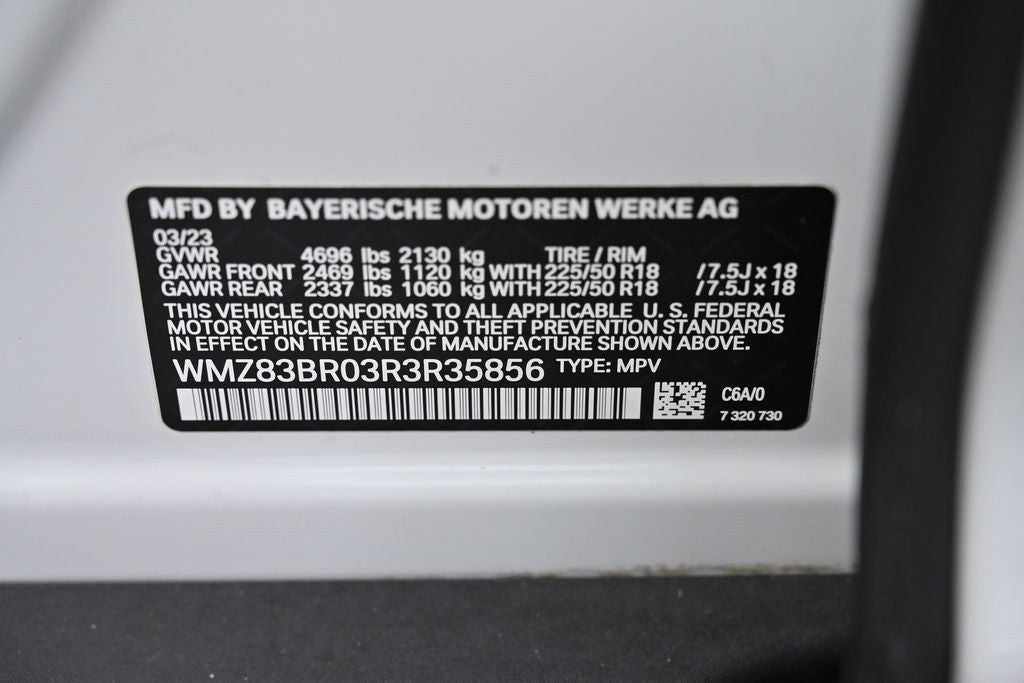 MFD BY BAYERISCHE MOTOREN WERKE AG
03/23
GVWR 4696 lbs 2130 kg TIRE / RIM
GAWR FRONT 2469 lbs 1120 kg WITH 225/50 R18 /7.5J x 18
GAWR REAR 2337 lbs 1060 kg WITH 225/50 R18 /7.5J x 18
THIS VEHICLE CONFORMS TO ALL APPLICABLE U. S. FEDERAL
MOTOR VEHICLE SAFETY AND THEFT PREVENTION STANDARDS
IN EFFECT ON THE DATE OF MANUFACTURE SHOWN ABOVE.
WMZ83BR03R3R35856 TYPE: MPV
C6A/0
7 320 730